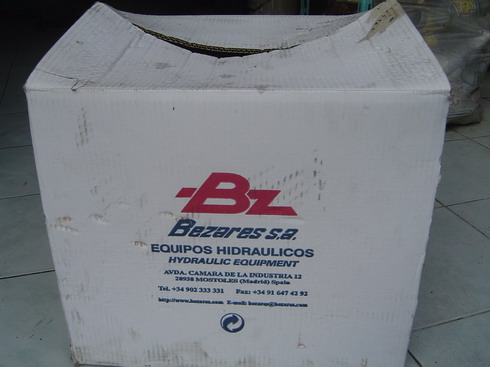 Bz
Bezares s.a.
EQUIPOS HIDRAULICOS
HYDRAULIC EQUIPMENT
AVDA. CAMARA DE LA INDUSTRIA 12
28938 MOSTOLES (Madrid) Spain
Tel. +34 902 333 331 Fax: +34 91 647 42 92
http://www.bezares.com E-mail: bezares@bezares.com